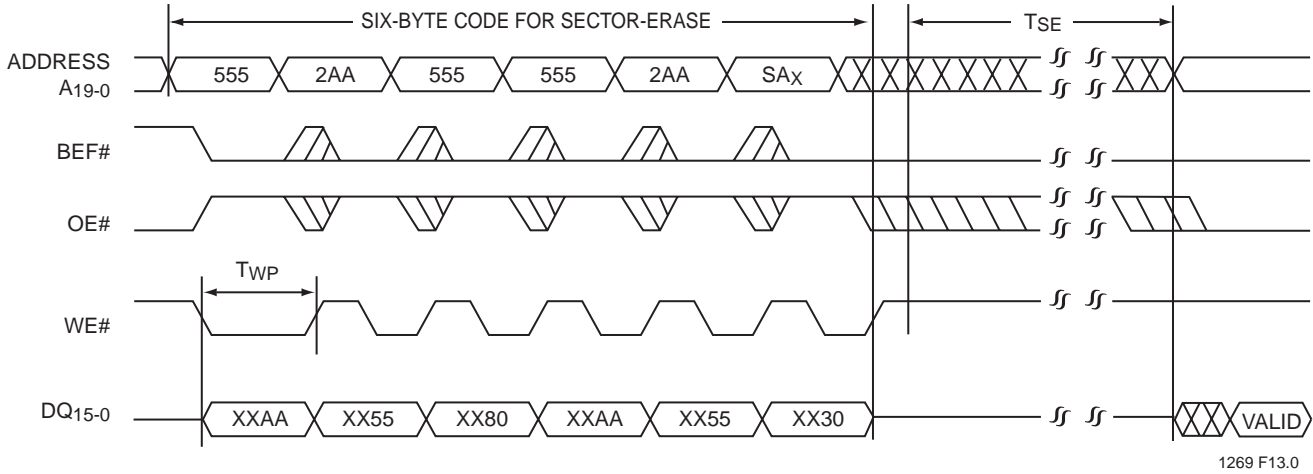 SIX-BYTE CODE FOR SECTOR-ERASE
TSE
ADDRESS
A19-0
555 2AA 555 555 2AA SAX
BEF#
OE#
TWP
WE#
DQ15-0
XXAA XX55 XX80 XXAA XX55 XX30 VALID
1269 F13.0